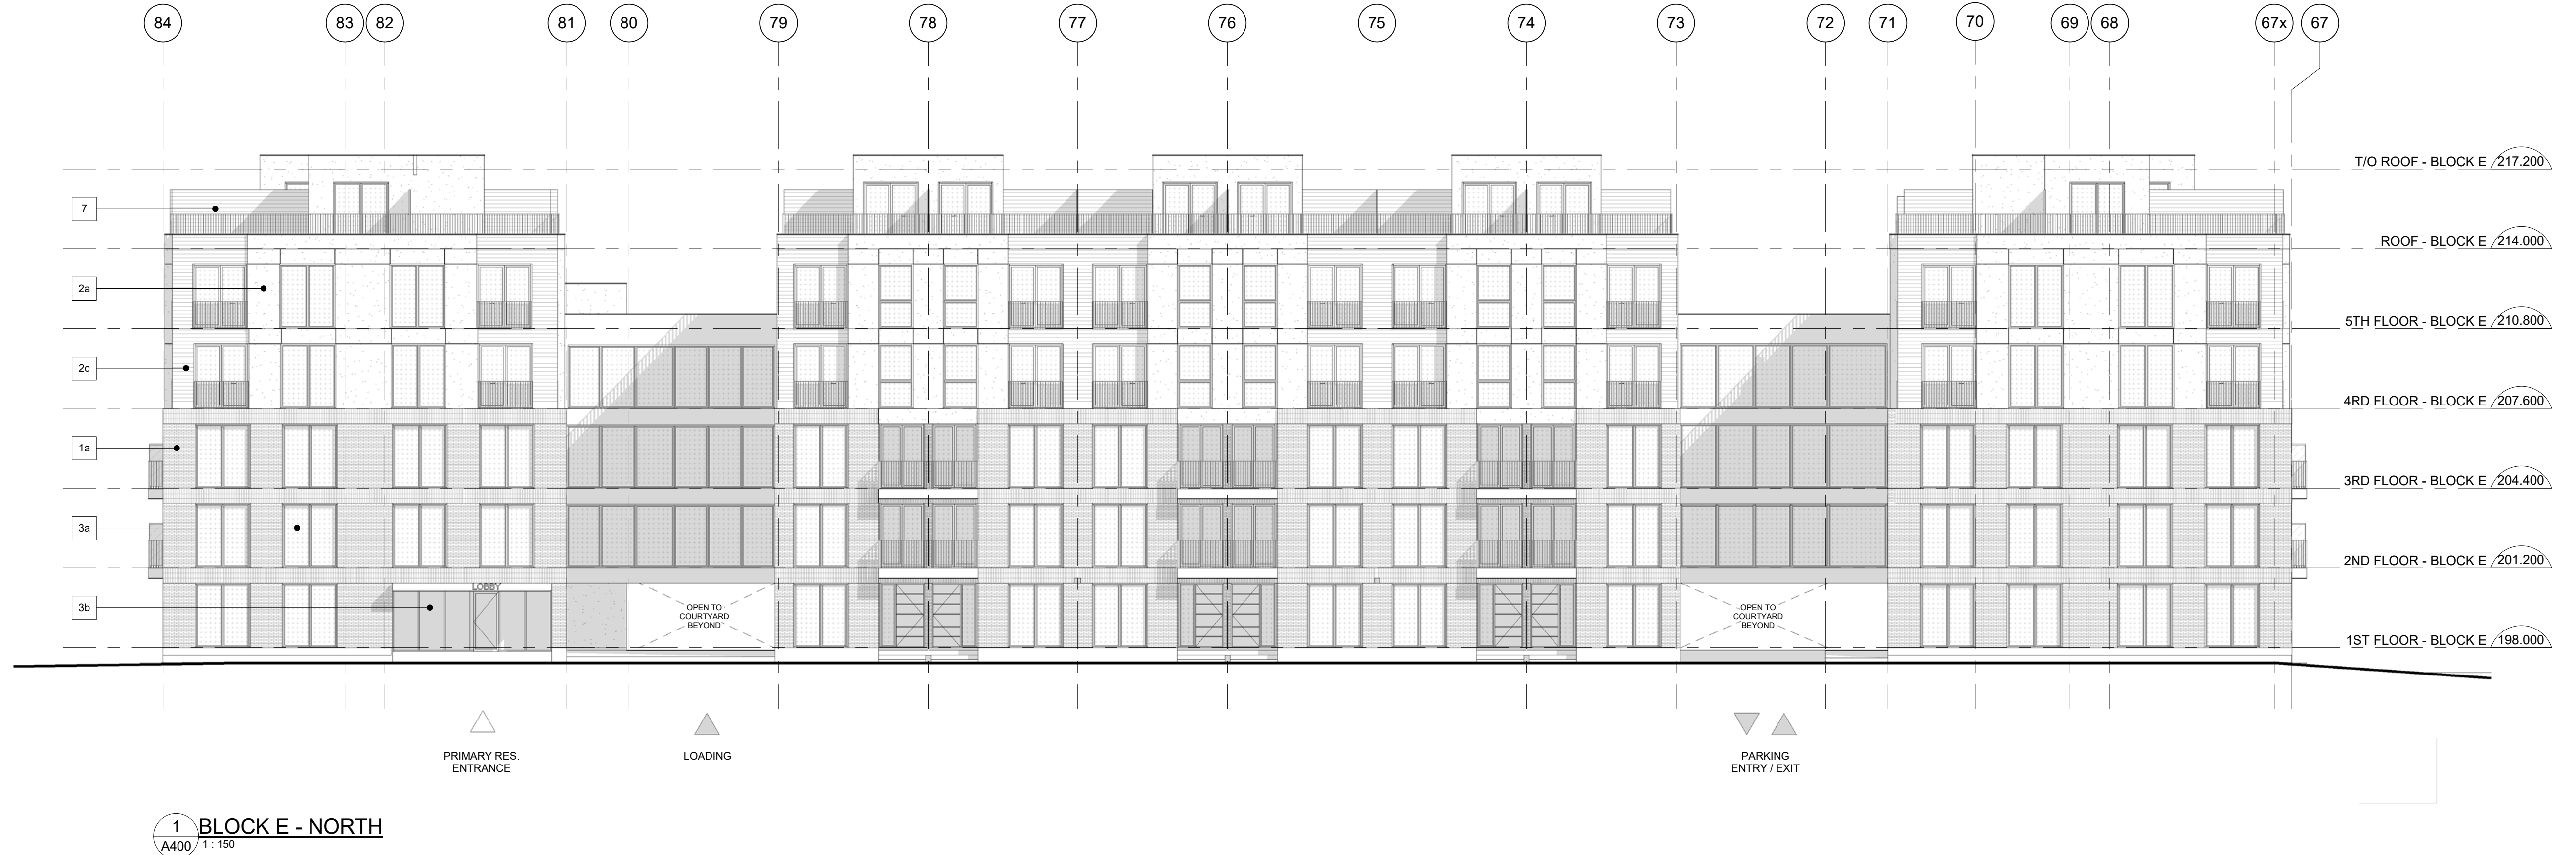 84 83 82 81 80 79 78 77 76 75 74 73 72 71 70 69 68 67x 67
T/O ROOF - BLOCK E 217.200
7
ROOF - BLOCK E 214.000
2a
5TH FLOOR - BLOCK E 210.800
2c
4RD FLOOR - BLOCK E 207.600
1a
3RD FLOOR - BLOCK E 204.400
3a
2ND FLOOR - BLOCK E 201.200
LOBBY
3b
OPEN TO
COURTYARD
BEYOND
OPEN TO
COURTYARD
BEYOND
1ST FLOOR - BLOCK E 198.000
PRIMARY RES.
ENTRANCE
LOADING
PARKING
ENTRY / EXIT
1 BLOCK E - NORTH
A400 1 : 150